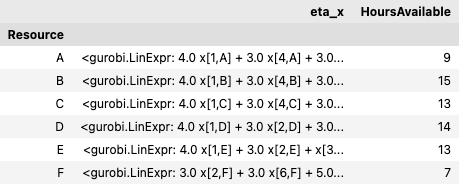 eta_x HoursAvailable
Resource
A <gurobi.LinExpr: 4.0 x[1,A] + 3.0 x[4,A] + 3.0... 9
B <gurobi.LinExpr: 4.0 x[1,B] + 3.0 x[4,B] + 3.0... 15
C <gurobi.LinExpr: 4.0 x[1,C] + 3.0 x[4,C] + 3.0... 13
D <gurobi.LinExpr: 4.0 x[1,D] + 3.0 x[2,D] + 3.0... 14
E <gurobi.LinExpr: 4.0 x[1,E] + 3.0 x[2,E] + x[3... 13
F <gurobi.LinExpr: 3.0 x[2,F] + 3.0 x[6,F] + 5.0... 7